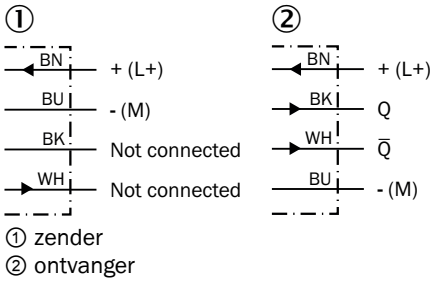 ① ②
BN + (L+) BN + (L+)
BU - (M) BK Q
BK Not connected WH Q̅
WH Not connected BU - (M)
① zender
② ontvanger